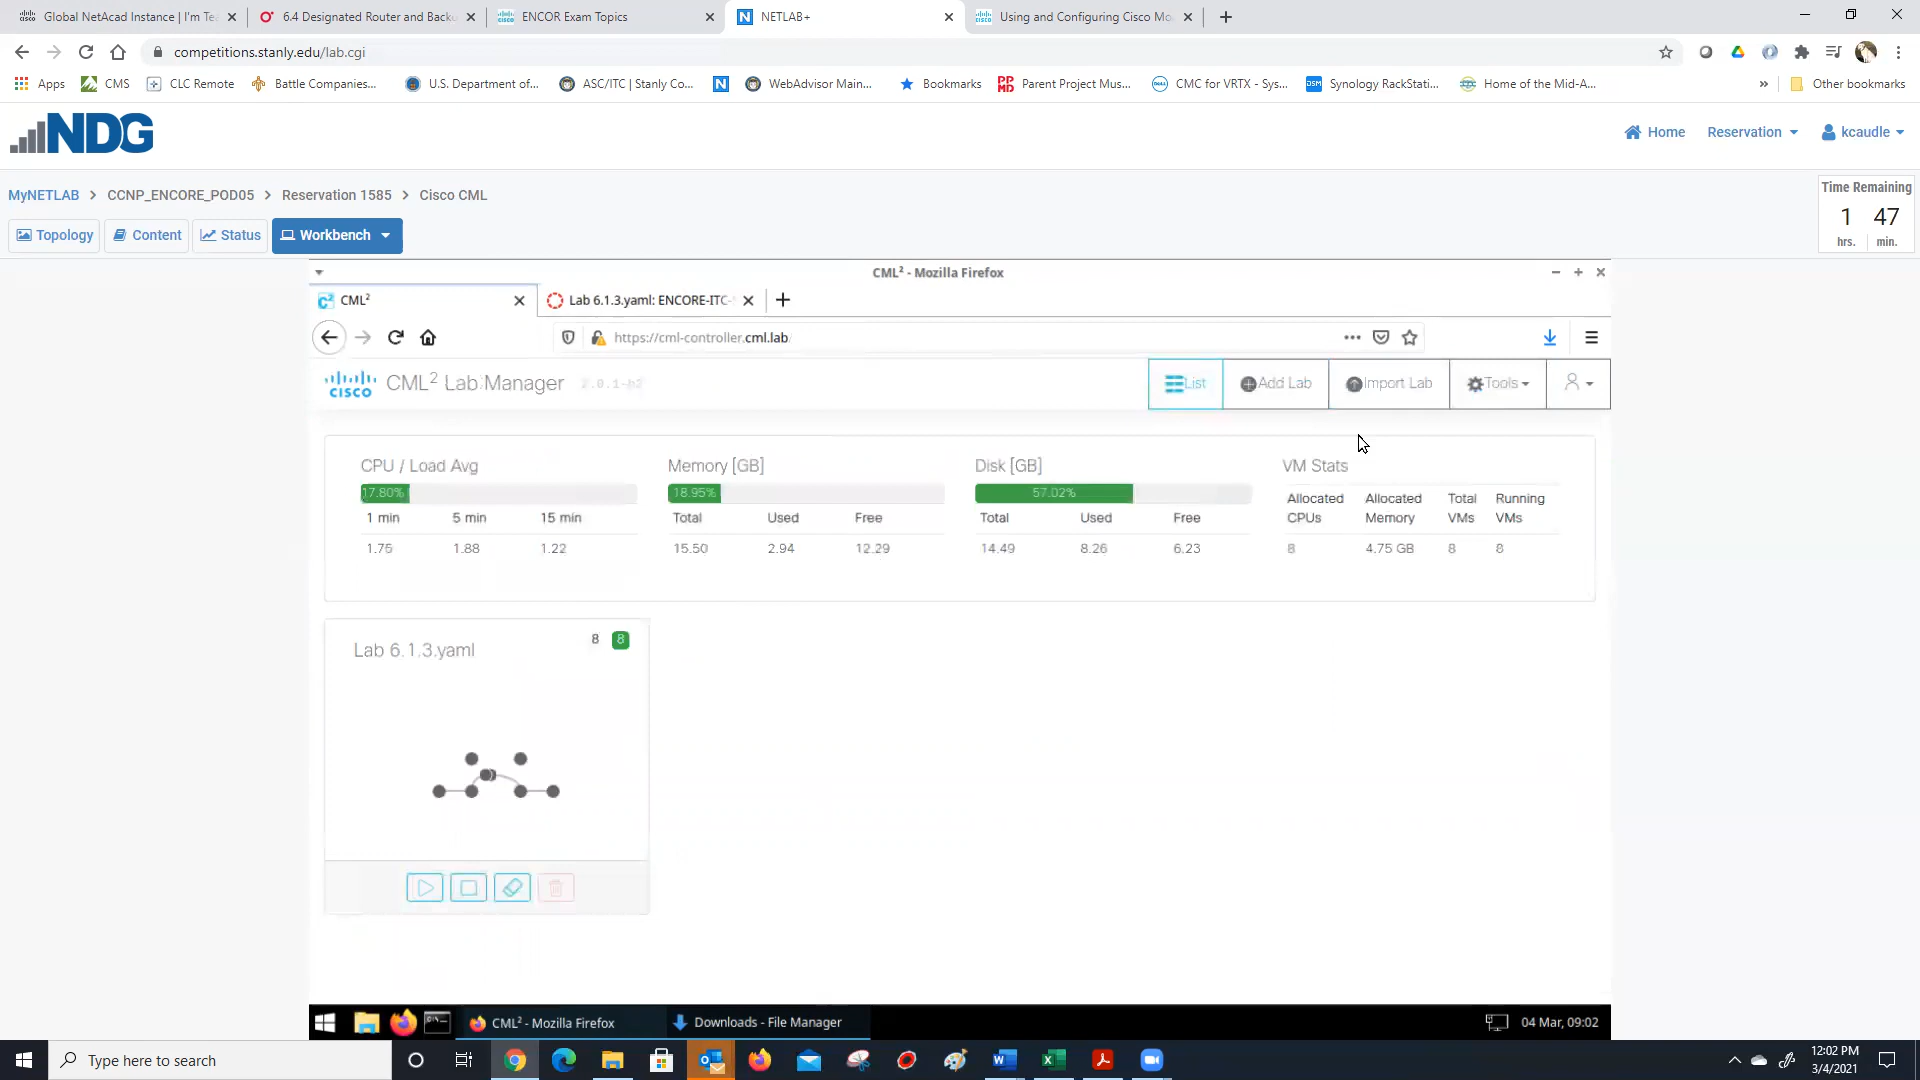 Global NetAcad Instance | I'm Te
6.4 Designated Router and Backu
ENCOR Exam Topics
NETLAB+
Using and Configuring Cisco Mo
competitions.stanly.edu/lab.cgi
Apps
CMS
CLC Remote
Battle Companies...
U.S. Department of...
ASC/ITC | Stanly Co...
WebAdvisor Main...
Bookmarks
Parent Project Mus...
CMC for VRTX - Sys...
Synology RackStati...
Home of the Mid-A...
»
Other bookmarks
NDG
Home
Reservation
kcaudle
MyNETLAB > CCNP_ENCORE_POD05 > Reservation 1585 > Cisco CML
Time Remaining
1 47
hrs. min.
Topology
Content
Status
Workbench
CML² - Mozilla Firefox
CML²
Lab 6.1.3.yaml: ENCORE-ITC-
https://cml-controller.cml.lab
cisco
CML² Lab Manager
2.0.1-b2
List
Add Lab
Import Lab
Tools
CPU / Load Avg
17.80%
1 min 5 min 15 min
1.75 1.88 1.22
Memory [GB]
18.95%
Total Used Free
15.50 2.94 12.29
Disk [GB]
57.02%
Total Used Free
14.49 8.26 6.23
VM Stats
Allocated CPUs Allocated Memory Total VMs Running VMs
8 4.75 GB 8 8
Lab 6.1.3.yaml
8 8
CML² - Mozilla Firefox
Downloads - File Manager
04 Mar, 09:02
Type here to search
12:02 PM
3/4/2021